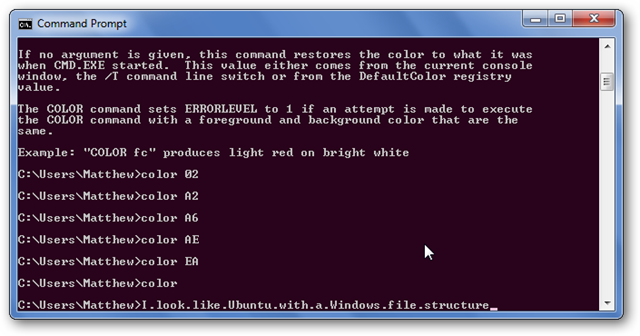 Command Prompt
If no argument is given, this command restores the color to what it was
when CMD.EXE started.  This value either comes from the current console
window, the /T command line switch or from the DefaultColor registry
value.
The COLOR command sets ERRORLEVEL to 1 if an attempt is made to execute
the COLOR command with a foreground and background color that are the
same.
Example: "COLOR fc" produces light red on bright white
C:\Users\Matthew>color 02
C:\Users\Matthew>color A2
C:\Users\Matthew>color A6
C:\Users\Matthew>color AE
C:\Users\Matthew>color EA
C:\Users\Matthew>color
C:\Users\Matthew>I.look.like.Ubuntu.with.a.Windows.file.structure_